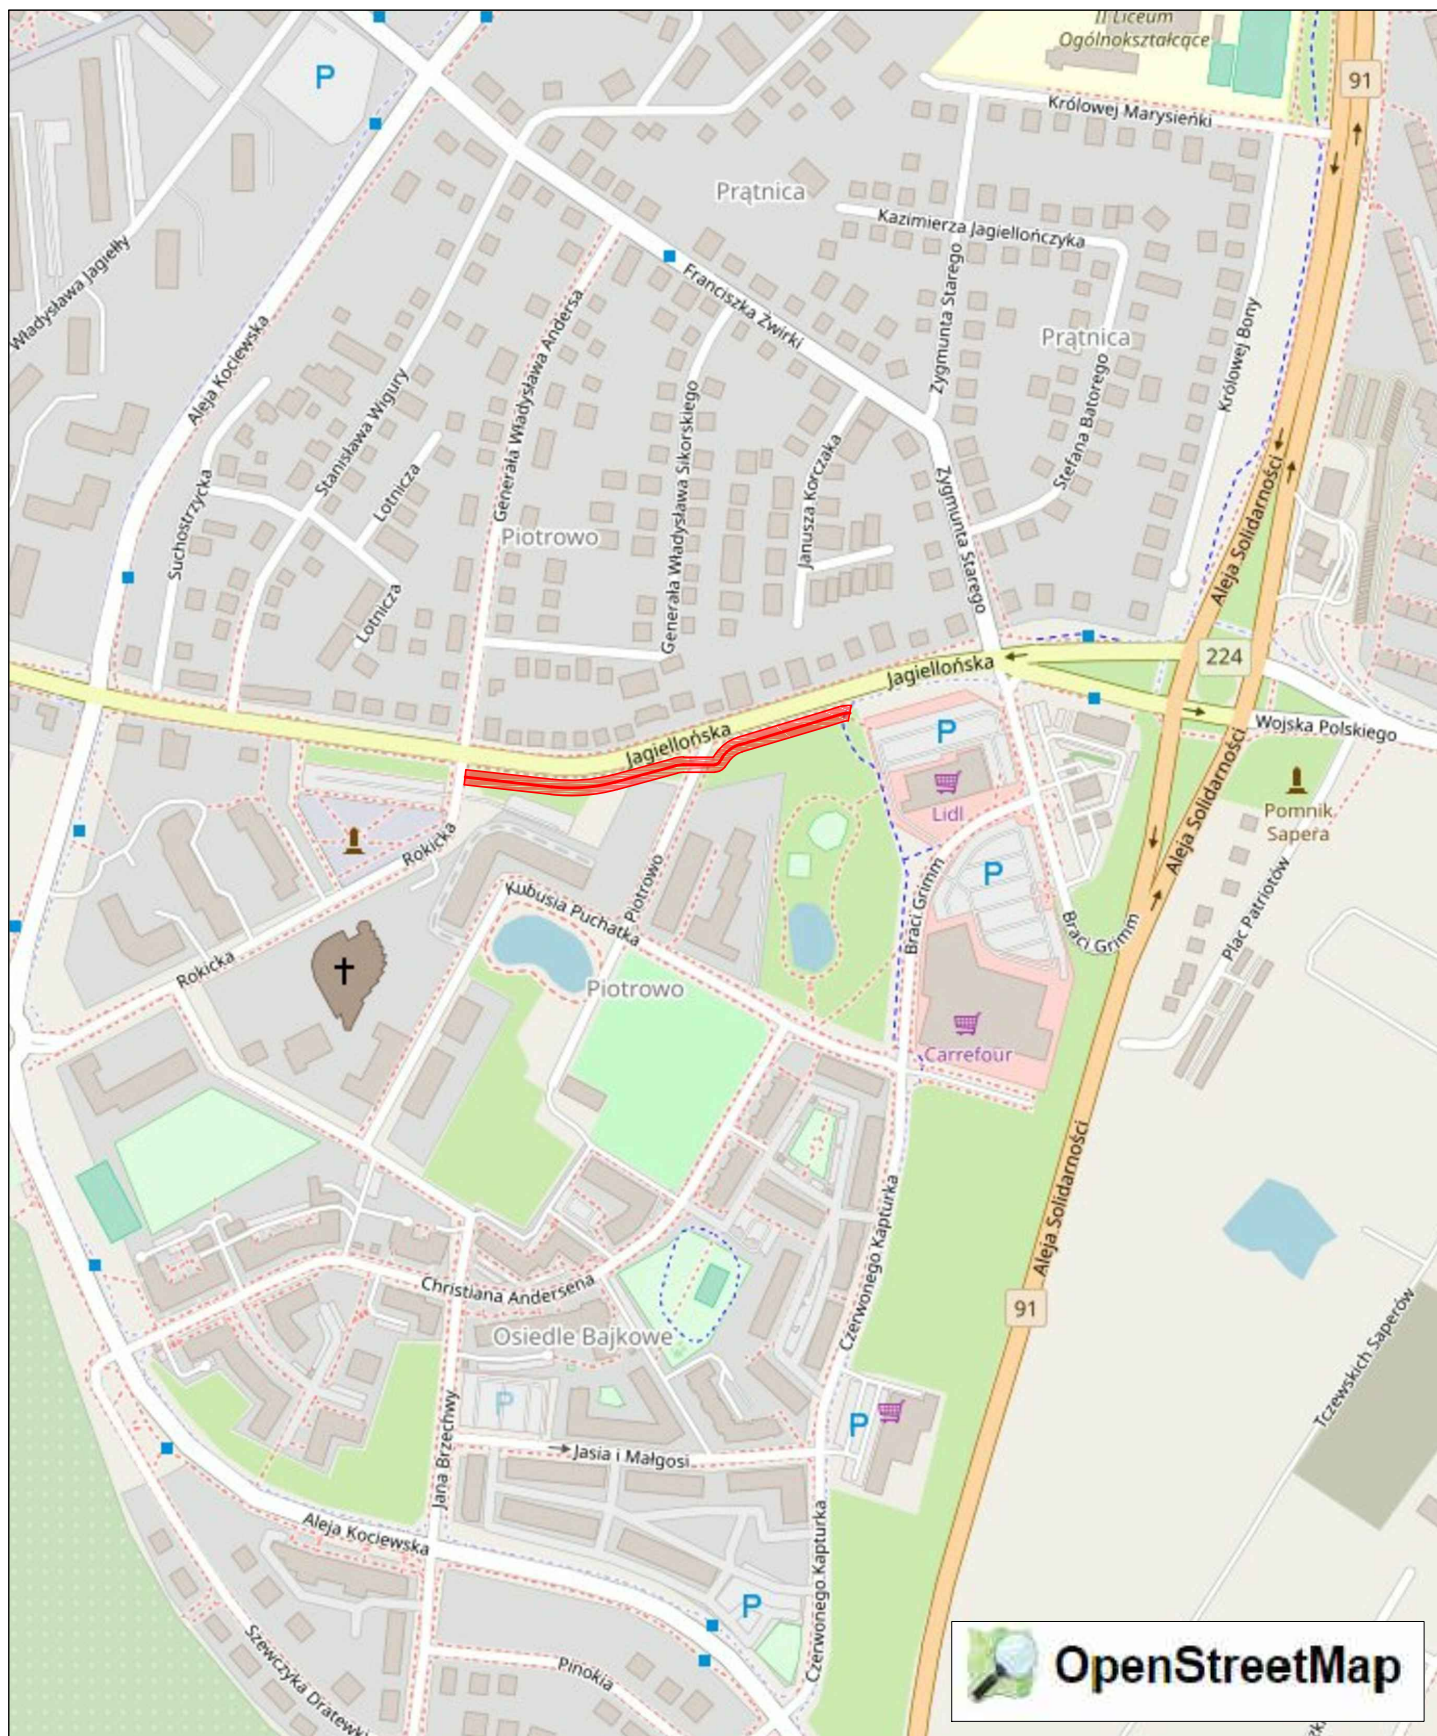 II Liceum
Ogólnokształcące
P
91
Królowej Marysieńki
Prątnica
Kazimierza Jagiellończyka
Władysława Jagiełły
Aleja Kociewska
Franciszka Żwirki
Zygmunta Starego
Prątnica
Królowej Bony
Stefana Batorego
Generała Władysława Andersa
Stanisława Wigury
Generała Władysława Sikorskiego
Janusza Korczaka
Suchostrzycka
Lotnicza
Piotrowo
Zygmunta Starego
Aleja Solidarności
Aleja Solidarności
Lotnicza
224
Jagiellońska
Wojska Polskiego
Jagiellońska
P
Lidl
Pomnik
Sapera
Rokicka
Aleja Solidarności
Piotrowo
Kubusia Puchatka
P
Braci Grimm
Braci Grimm
Plac Patriotów
Rokicka
Piotrowo
Carrefour
Aleja Solidarności
Czerwonego Kapturka
Christiana Andersena
91
Osiedle Bajkowe
Tczewskich Saperów
P
P
Jana Brzechwy
Jasia i Małgosi
Aleja Kociewska
Czerwonego Kapturka
P
Szewczyka Dratewki
Pinokia
OpenStreetMap